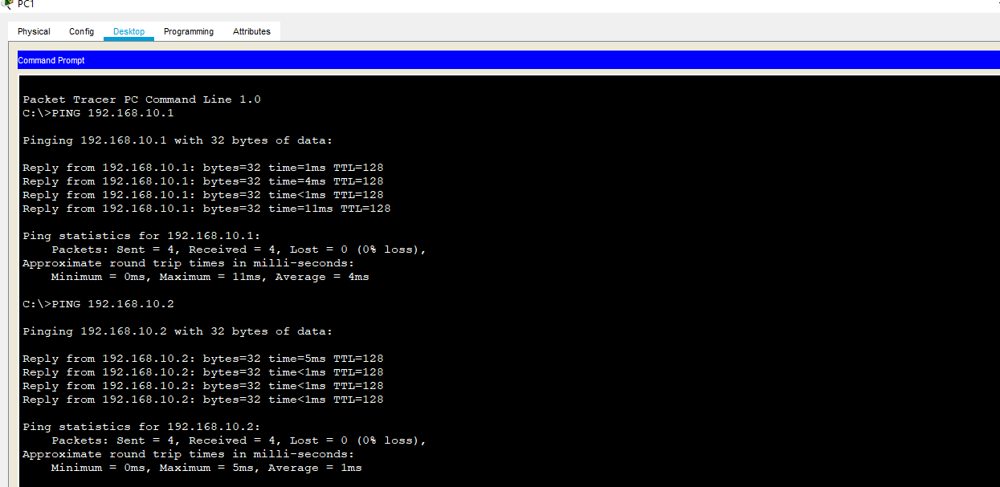 PC1
Physical Config Desktop Programming Attributes
Command Prompt
Packet Tracer PC Command Line 1.0
C:\>PING 192.168.10.1
Pinging 192.168.10.1 with 32 bytes of data:
Reply from 192.168.10.1: bytes=32 time=1ms TTL=128
Reply from 192.168.10.1: bytes=32 time=4ms TTL=128
Reply from 192.168.10.1: bytes=32 time<1ms TTL=128
Reply from 192.168.10.1: bytes=32 time=11ms TTL=128
Ping statistics for 192.168.10.1:
Packets: Sent = 4, Received = 4, Lost = 0 (0% loss),
Approximate round trip times in milli-seconds:
Minimum = 0ms, Maximum = 11ms, Average = 4ms
C:\>PING 192.168.10.2
Pinging 192.168.10.2 with 32 bytes of data:
Reply from 192.168.10.2: bytes=32 time=5ms TTL=128
Reply from 192.168.10.2: bytes=32 time<1ms TTL=128
Reply from 192.168.10.2: bytes=32 time<1ms TTL=128
Reply from 192.168.10.2: bytes=32 time<1ms TTL=128
Ping statistics for 192.168.10.2:
Packets: Sent = 4, Received = 4, Lost = 0 (0% loss),
Approximate round trip times in milli-seconds:
Minimum = 0ms, Maximum = 5ms, Average = 1ms